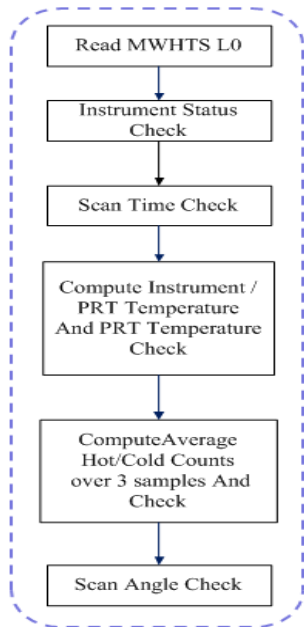 Read MWHTS L0
Instrument Status
Check
Scan Time Check
Compute Instrument /
PRT Temperature
And PRT Temperature
Check
ComputeAverage
Hot/Cold Counts
over 3 samples And
Check
Scan Angle Check